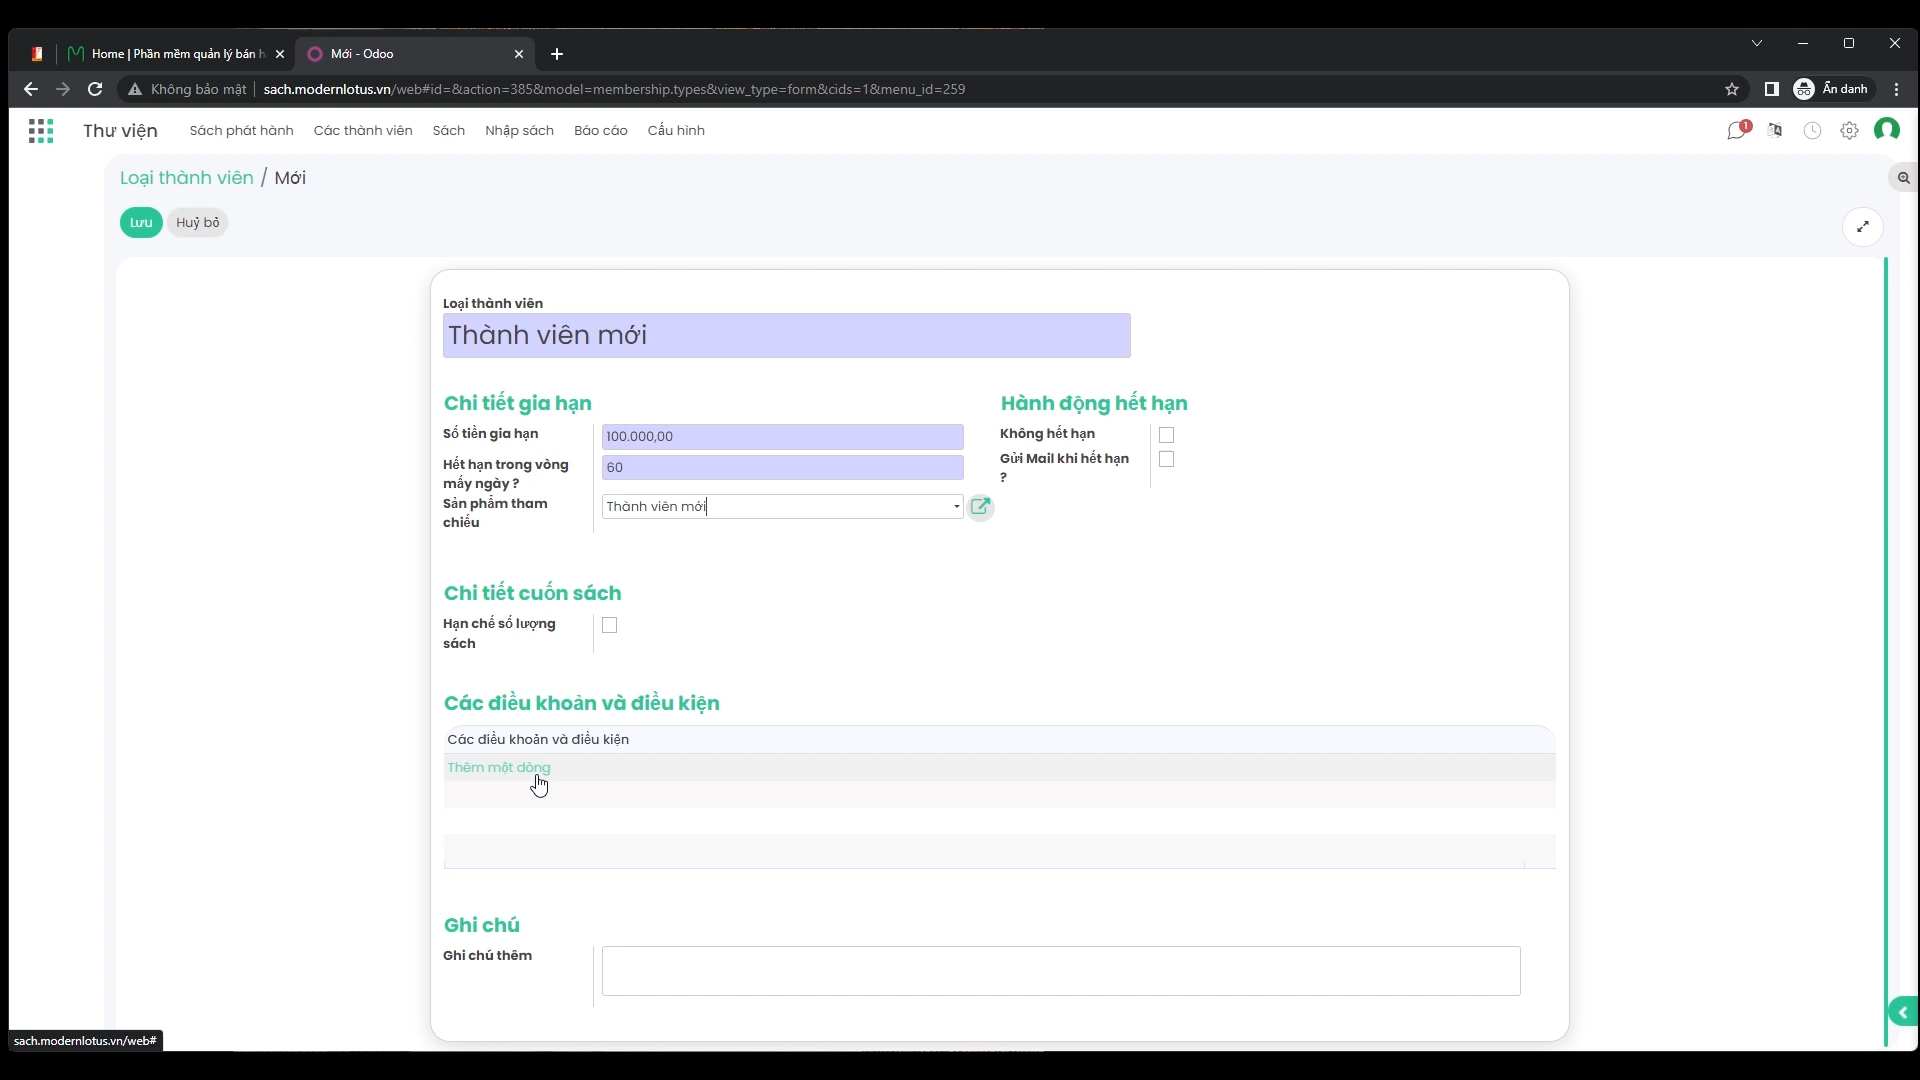 Home | Phần mềm quản lý bán h
Mới - Odoo
Không bảo mật
sach.modernlotus.vn/web#id=&action=385&model=membership.types&view_type=form&cids=1&menu_id=259
Ẩn danh
Thư viện
Sách phát hành
Các thành viên
Sách
Nhập sách
Báo cáo
Cấu hình
1
Loại thành viên / Mới
Lưu
Huỷ bỏ
Loại thành viên
Thành viên mới
Chi tiết gia hạn
Số tiền gia hạn
100.000,00
Hết hạn trong vòng
mấy ngày ?
60
Sản phẩm tham
chiếu
Thành viên mới
Hành động hết hạn
Không hết hạn
Gửi Mail khi hết hạn
?
Chi tiết cuốn sách
Hạn chế số lượng
sách
Các điều khoản và điều kiện
Các điều khoản và điều kiện
Thêm một dòng
Ghi chú
Ghi chú thêm
sach.modernlotus.vn/web#